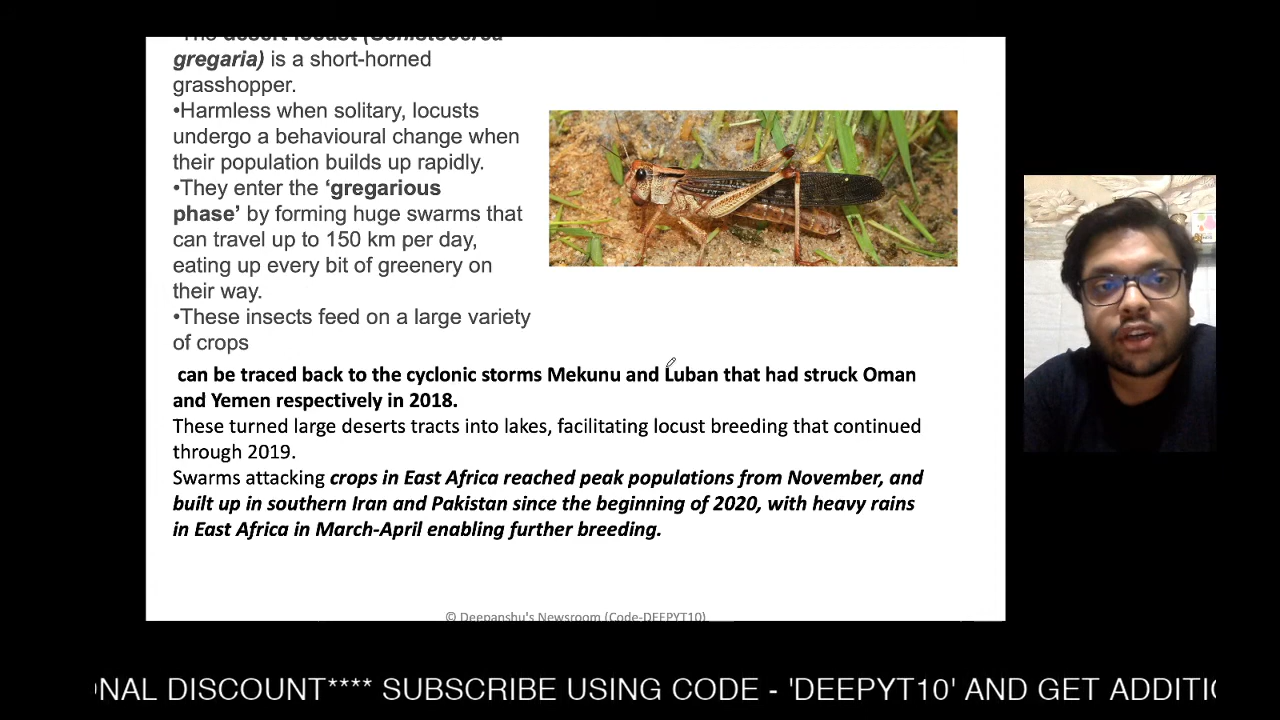 gregaria) is a short-horned
grasshopper.
•Harmless when solitary, locusts
undergo a behavioural change when
their population builds up rapidly.
•They enter the ‘gregarious
phase’ by forming huge swarms that
can travel up to 150 km per day,
eating up every bit of greenery on
their way.
•These insects feed on a large variety
of crops
can be traced back to the cyclonic storms Mekunu and Luban that had struck Oman
and Yemen respectively in 2018.
These turned large deserts tracts into lakes, facilitating locust breeding that continued
through 2019.
Swarms attacking crops in East Africa reached peak populations from November, and
built up in southern Iran and Pakistan since the beginning of 2020, with heavy rains
in East Africa in March-April enabling further breeding.
© Deepanshu's Newsroom (Code-DEEPYT10)
NAL DISCOUNT**** SUBSCRIBE USING CODE - 'DEEPYT10' AND GET ADDITIO